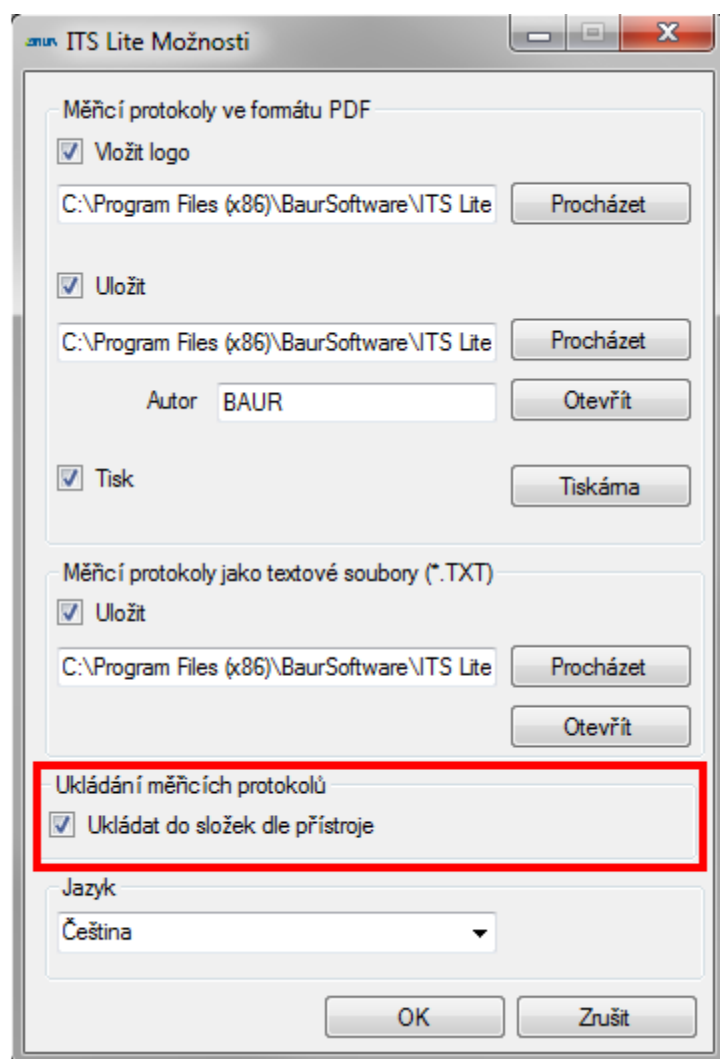 BAUR ITS Lite Možnosti
Měřicí protokoly ve formátu PDF
Vložit logo
C:\Program Files (x86)\BaurSoftware\ITS Lite Procházet
Uložit
C:\Program Files (x86)\BaurSoftware\ITS Lite Procházet
Autor BAUR Otevřít
Tisk Tiskárna
Měřicí protokoly jako textové soubory (*.TXT)
Uložit
C:\Program Files (x86)\BaurSoftware\ITS Lite Procházet
Otevřít
Ukládání měřicích protokolů
Ukládat do složek dle přístroje
Jazyk
Čeština
OK Zrušit